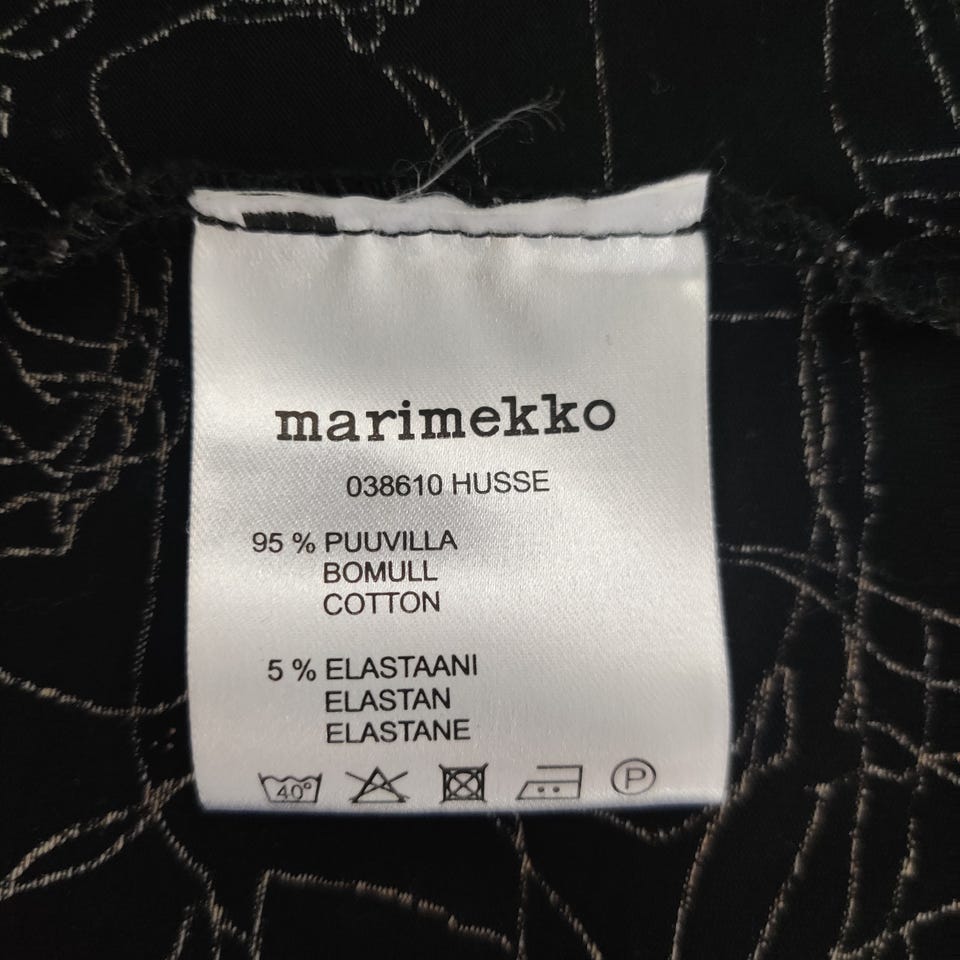 marimekko
038610 HUSSE
95 % PUUVILLA
BOMULL
COTTON
5 % ELASTAANI
ELASTAN
ELASTANE
40° P